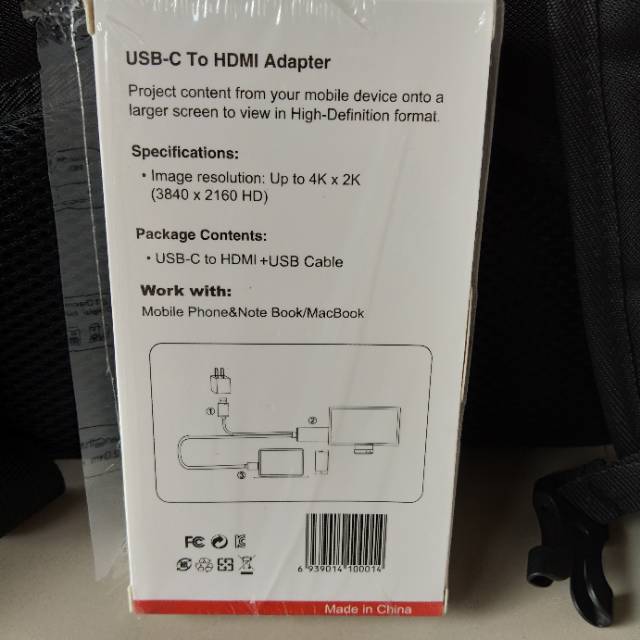 USB-C To HDMI Adapter
Project content from your mobile device onto a
larger screen to view in High-Definition format.
Specifications:
• Image resolution: Up to 4K x 2K
(3840 x 2160 HD)
Package Contents:
• USB-C to HDMI +USB Cable
Work with:
Mobile Phone&Note Book/MacBook
①
②
③
FC
6 939014 100014
Made in China